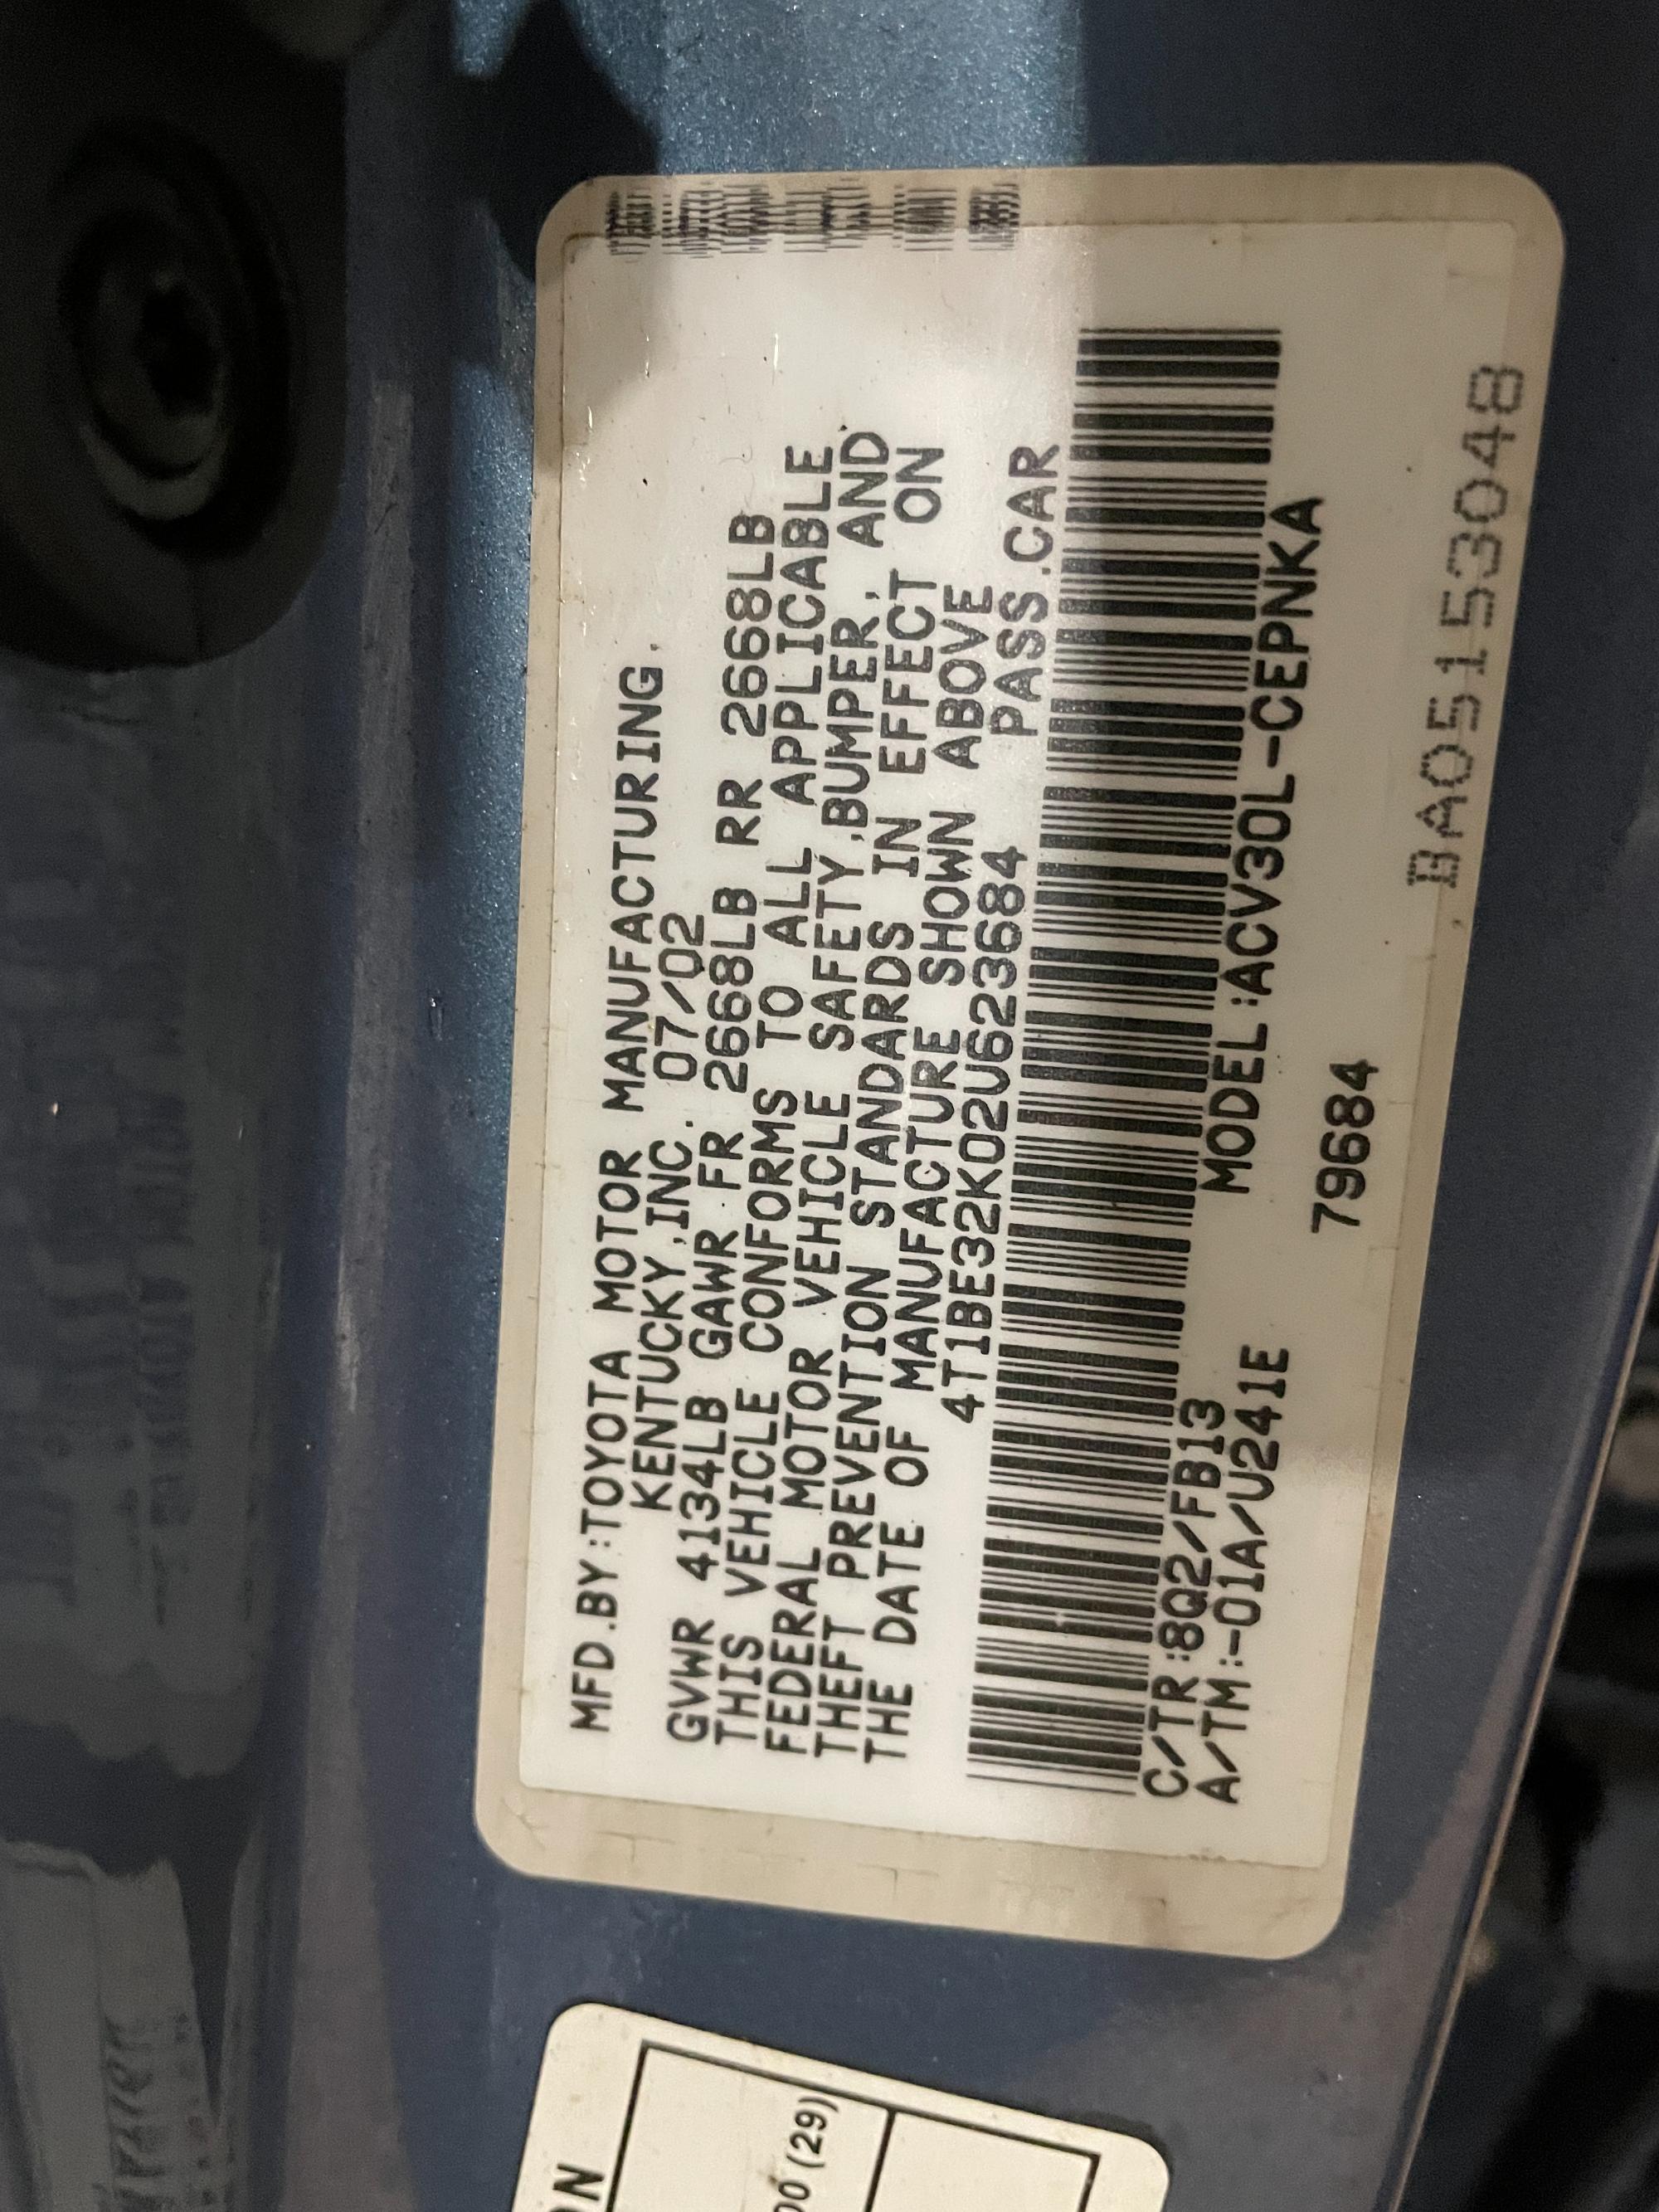 MFD.BY:TOYOTA MOTOR MANUFACTURING.
KENTUCKY,INC. 07/02
GVWR 4134LB GAWR FR 2668LB RR 2668LB
THIS VEHICLE CONFORMS TO ALL APPLICABLE
FEDERAL MOTOR VEHICLE SAFETY,BUMPER, AND
THEFT PREVENTION STANDARDS IN EFFECT ON
THE DATE OF MANUFACTURE SHOWN ABOVE
4T1BE32K02U623684 PASS.CAR
C/TR:8Q2/FB13 MODEL:ACV30L-CEPNKA
A/TM:-01A/U241E
79684
BA05153048
(29)